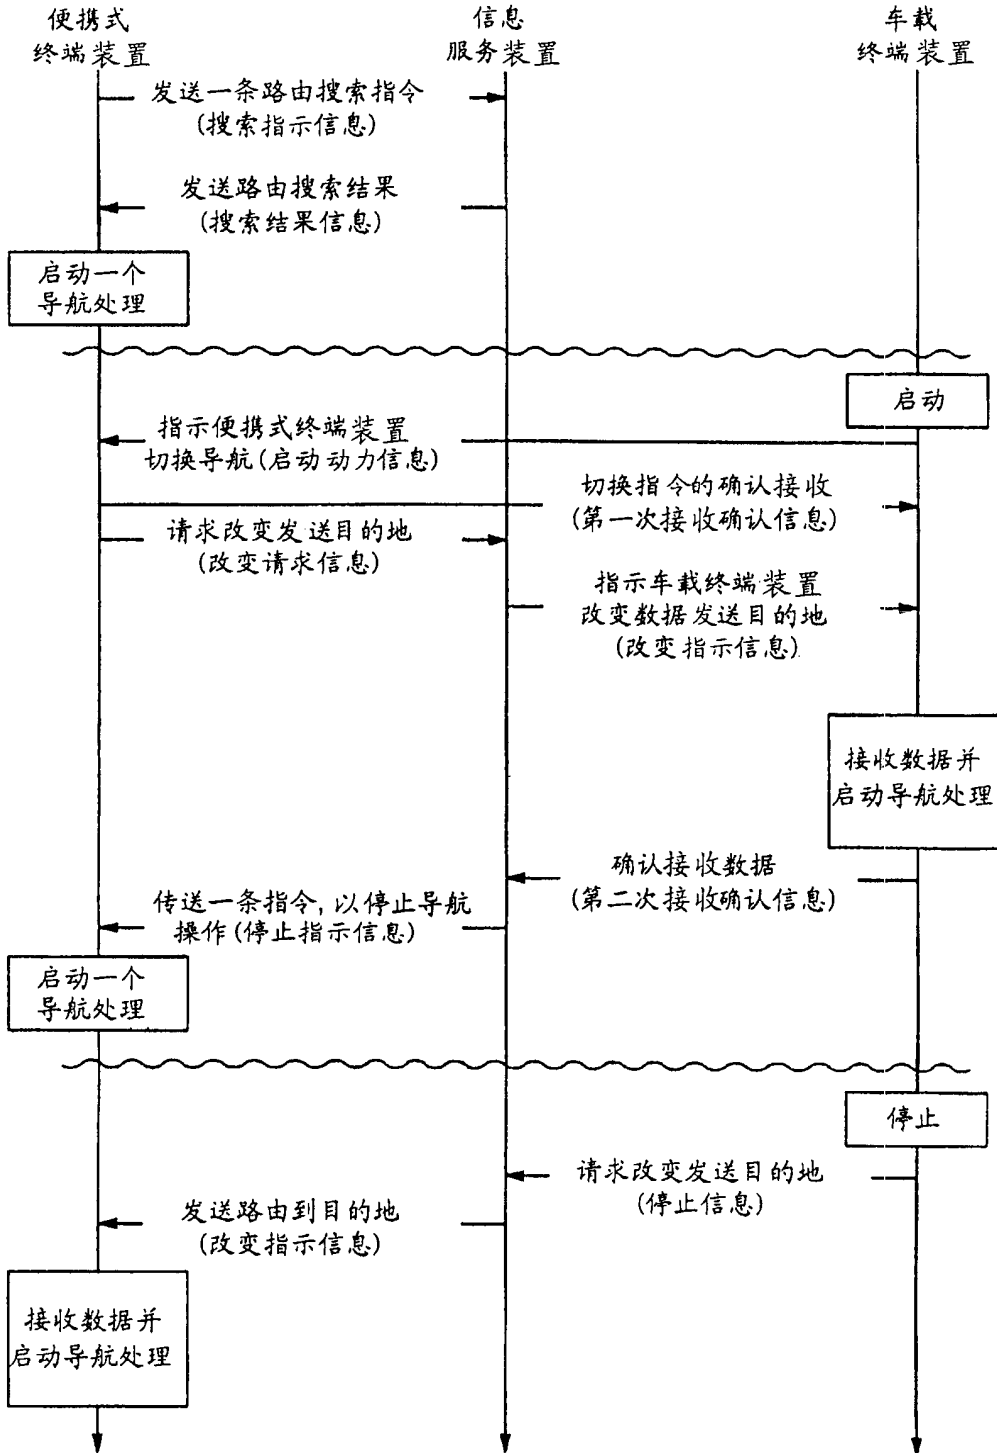 便携式
终端装置
信息
服务装置
车载
终端装置
发送一条路由搜索指令
(搜索指示信息)
发送路由搜索结果
(搜索结果信息)
启动一个
导航处理
启动
指示便携式终端装置
切换导航(启动动力信息)
切换指令的确认接收
(第一次接收确认信息)
请求改变发送目的地
(改变请求信息)
指示车载终端装置
改变数据发送目的地
(改变指示信息)
接收数据并
启动导航处理
确认接收数据
(第二次接收确认信息)
传送一条指令,以停止导航
操作(停止指示信息)
启动一个
导航处理
停止
请求改变发送目的地
(停止信息)
发送路由到目的地
(改变指示信息)
接收数据并
启动导航处理